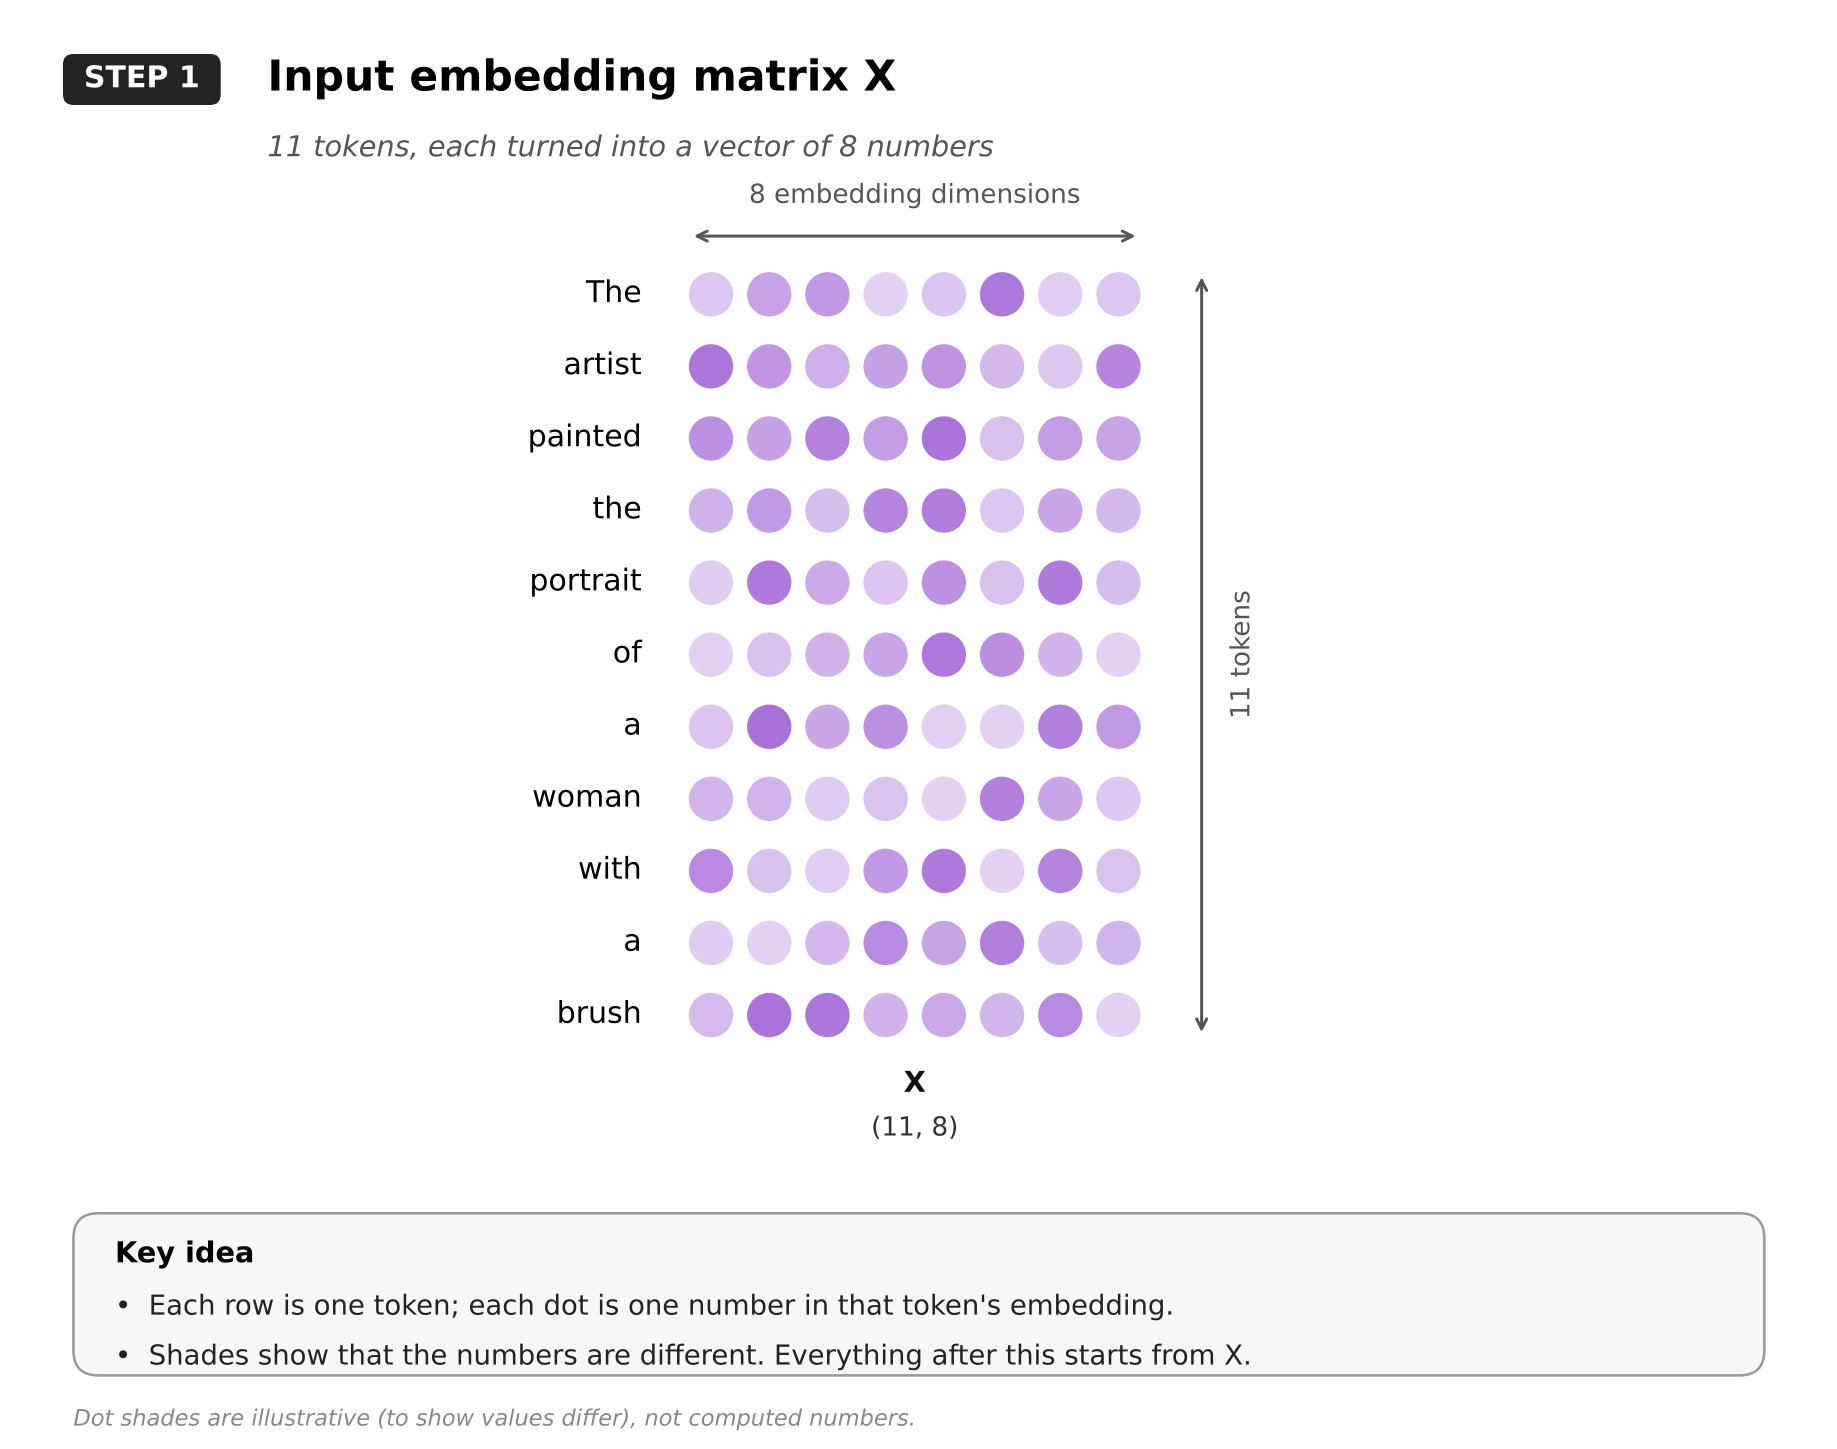 STEP 1
Input embedding matrix X
11 tokens, each turned into a vector of 8 numbers
8 embedding dimensions
The
artist
painted
the
portrait
of
a
woman
with
a
brush
11 tokens
X
(11, 8)
Key idea
• Each row is one token; each dot is one number in that token's embedding.
• Shades show that the numbers are different. Everything after this starts from X.
Dot shades are illustrative (to show values differ), not computed numbers.